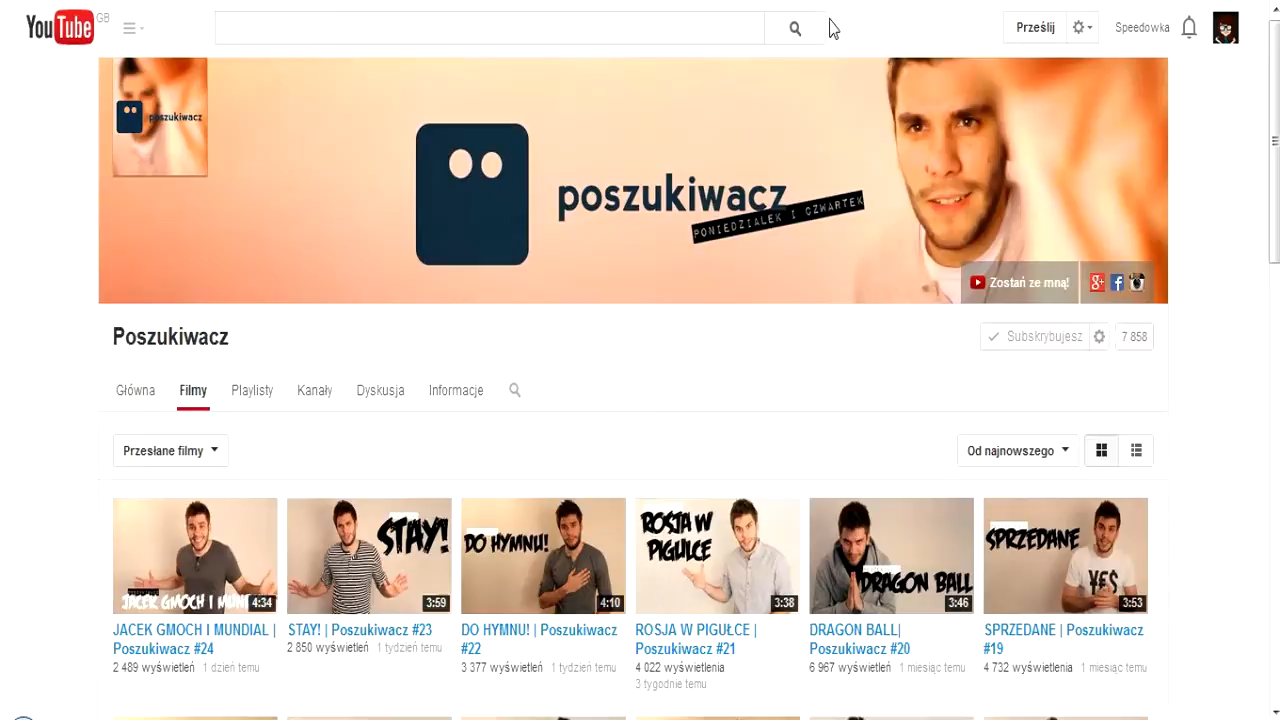 YouTube GB
Prześlij
Speedowka
poszukiwacz
poszukiwacz
PONIEDZIALEK I CZWARTEK
Zostań ze mną!
Poszukiwacz
Subskrybujesz
7 858
Główna
Filmy
Playlisty
Kanały
Dyskusja
Informacje
Przesłane filmy
Od najnowszego
JACEK GMOCH I MUNDIAL |
Poszukiwacz #24
2 489 wyświetleń 1 dzień temu
JACEK GMOCH I MUN
4:34
STAY!
3:59
STAY! | Poszukiwacz #23
2 850 wyświetleń 1 tydzień temu
DO HYMNU!
4:10
DO HYMNU! | Poszukiwacz
#22
3 377 wyświetleń 1 tydzień temu
ROSJA W
PIGUŁCE
3:38
ROSJA W PIGUŁCE |
Poszukiwacz #21
4 022 wyświetlenia
3 tygodnie temu
DRAGON BALL
3:46
DRAGON BALL|
Poszukiwacz #20
6 967 wyświetleń 1 miesiąc temu
SPRZEDANE
YES
3:53
SPRZEDANE | Poszukiwacz
#19
4 732 wyświetlenia 1 miesiąc temu